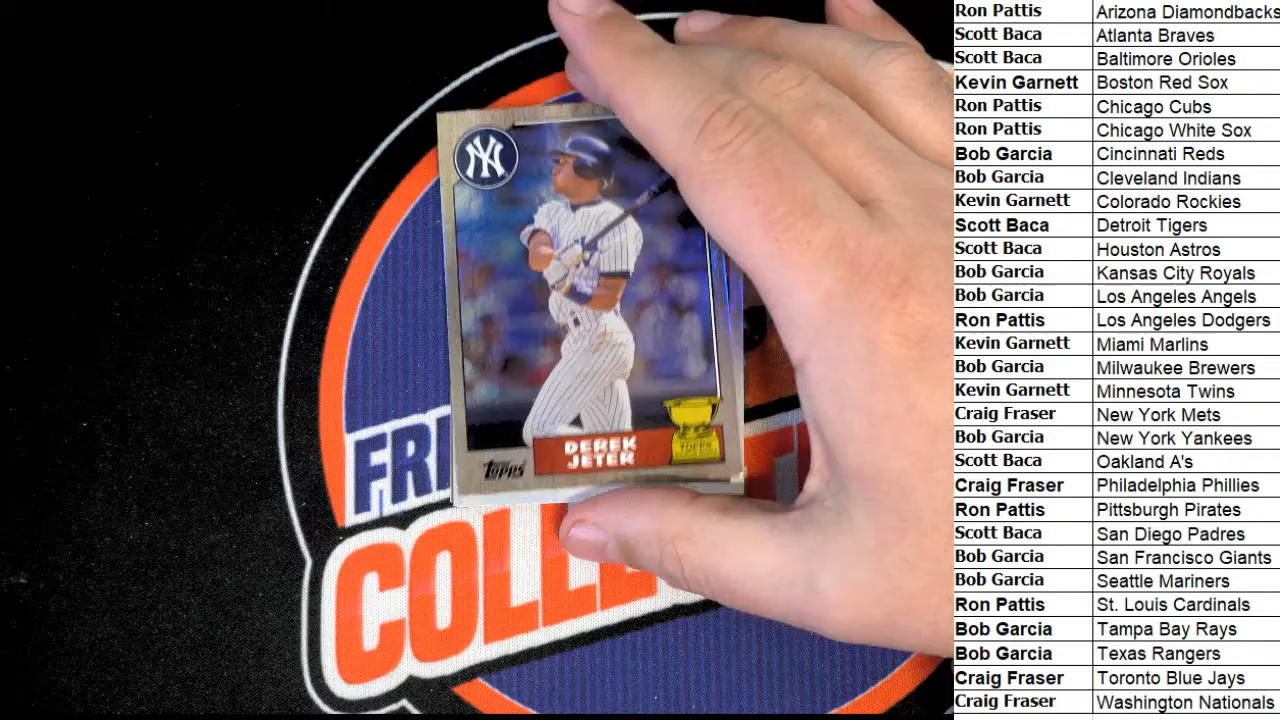 NY
DEREK
JETER
Topps
TOPPS
FRI
COLLE
Ron Pattis Arizona Diamondbacks
Scott Baca Atlanta Braves
Scott Baca Baltimore Orioles
Kevin Garnett Boston Red Sox
Ron Pattis Chicago Cubs
Ron Pattis Chicago White Sox
Bob Garcia Cincinnati Reds
Bob Garcia Cleveland Indians
Kevin Garnett Colorado Rockies
Scott Baca Detroit Tigers
Scott Baca Houston Astros
Bob Garcia Kansas City Royals
Bob Garcia Los Angeles Angels
Ron Pattis Los Angeles Dodgers
Kevin Garnett Miami Marlins
Bob Garcia Milwaukee Brewers
Kevin Garnett Minnesota Twins
Craig Fraser New York Mets
Bob Garcia New York Yankees
Scott Baca Oakland A's
Craig Fraser Philadelphia Phillies
Ron Pattis Pittsburgh Pirates
Scott Baca San Diego Padres
Bob Garcia San Francisco Giants
Bob Garcia Seattle Mariners
Ron Pattis St. Louis Cardinals
Bob Garcia Tampa Bay Rays
Bob Garcia Texas Rangers
Craig Fraser Toronto Blue Jays
Craig Fraser Washington Nationals